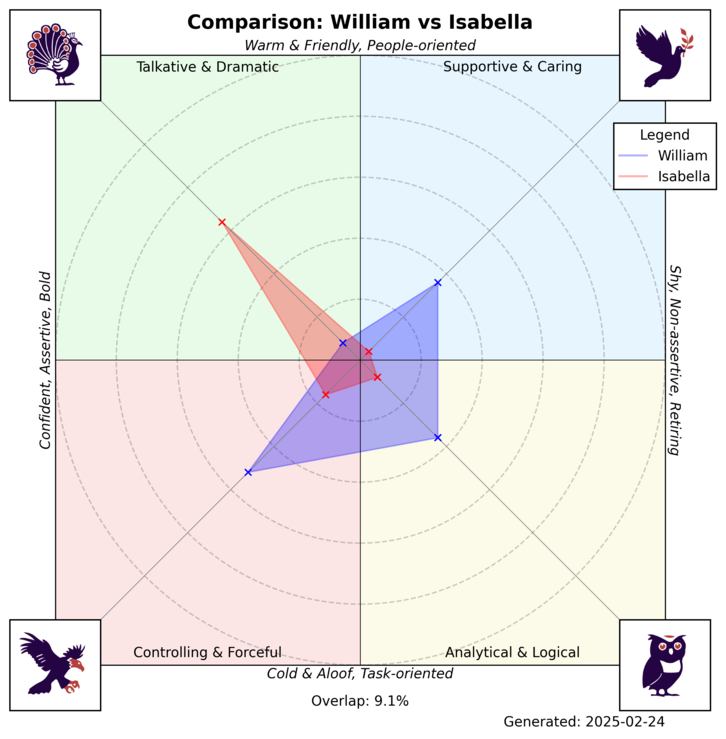 Comparison: William vs Isabella
Warm & Friendly, People-oriented
Talkative & Dramatic
Supportive & Caring
Legend
William
Isabella
Confident, Assertive, Bold
Shy, Non-assertive, Retiring
Controlling & Forceful
Analytical & Logical
Cold & Aloof, Task-oriented
Overlap: 9.1%
Generated: 2025-02-24